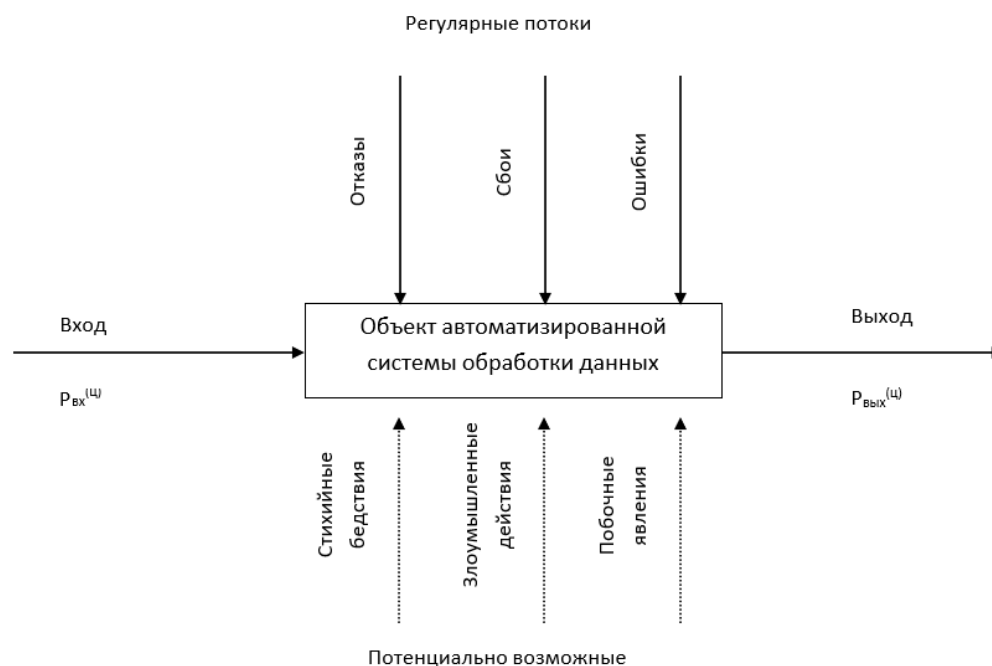 Регулярные потоки
Отказы
Сбои
Ошибки
Вход
Объект автоматизированной
системы обработки данных
Выход
Pвх(Ц)
Pвых(ц)
Стихийные
бедствия
Злоумышленные
действия
Побочные
явления
Потенциально возможные